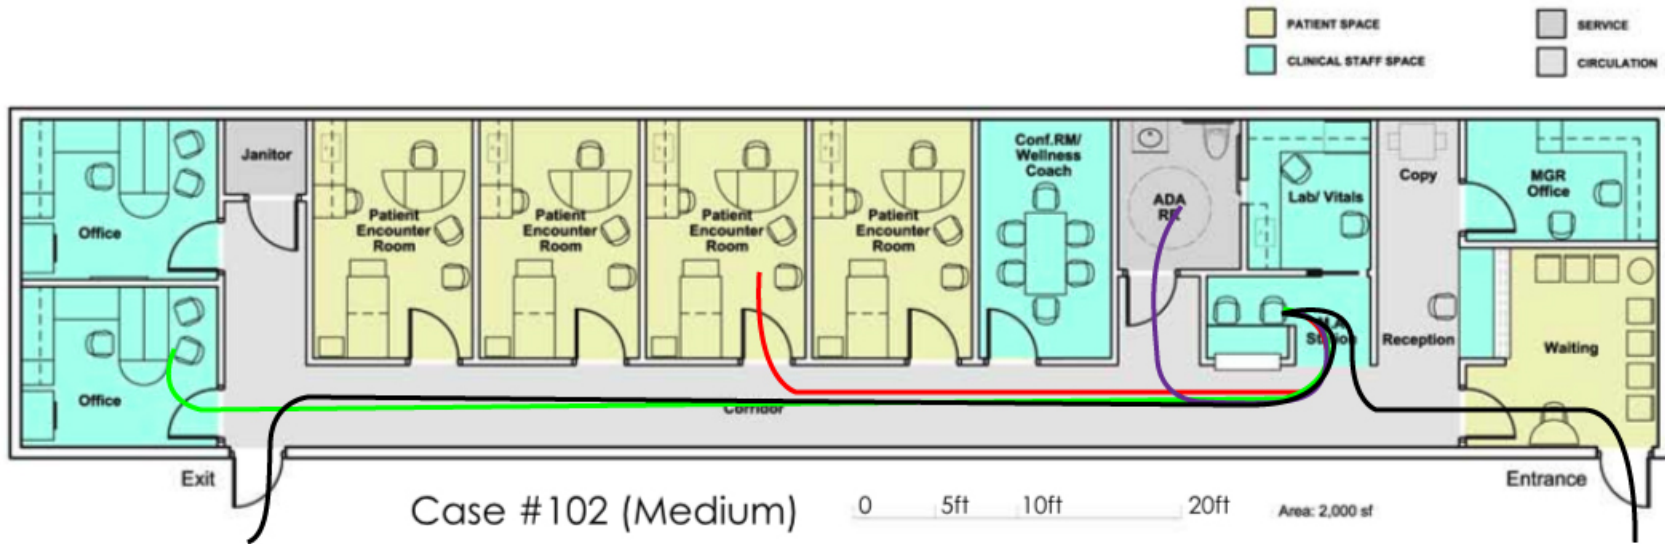 PATIENT SPACE
SERVICE
CLINICAL STAFF SPACE
CIRCULATION
Janitor
Conf.RM/
Wellness
Coach
Copy
MGR
Office
Lab/ Vitals
ADA
Patient
Encounter
Room
Patient
Encounter
Room
Patient
Encounter
Room
Patient
Encounter
Room
Office
Station
Reception
Waiting
Office
Corridor
Exit
Entrance
Case #102 (Medium)
0 5ft 10ft 20ft
Area: 2,000 sf